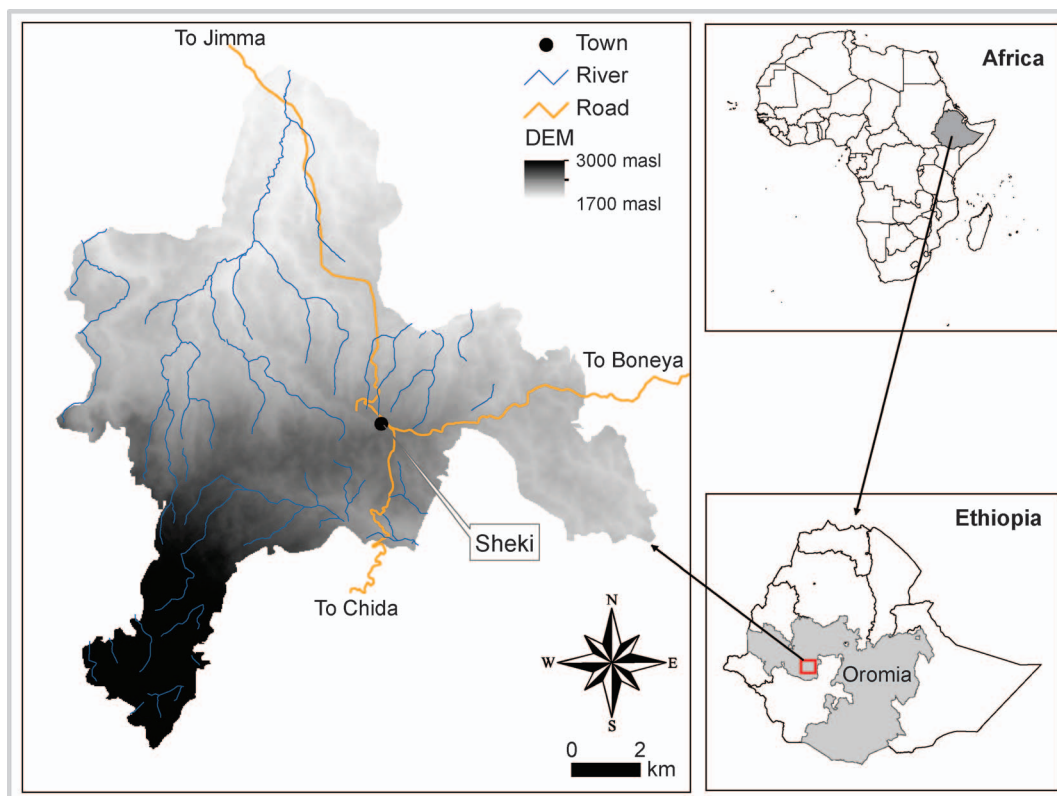 To Jimma
Town
River
Road
DEM
3000 masl
1700 masl
To Boneya
Sheki
To Chida
N
W
E
S
0 2
km
Africa
Ethiopia
Oromia